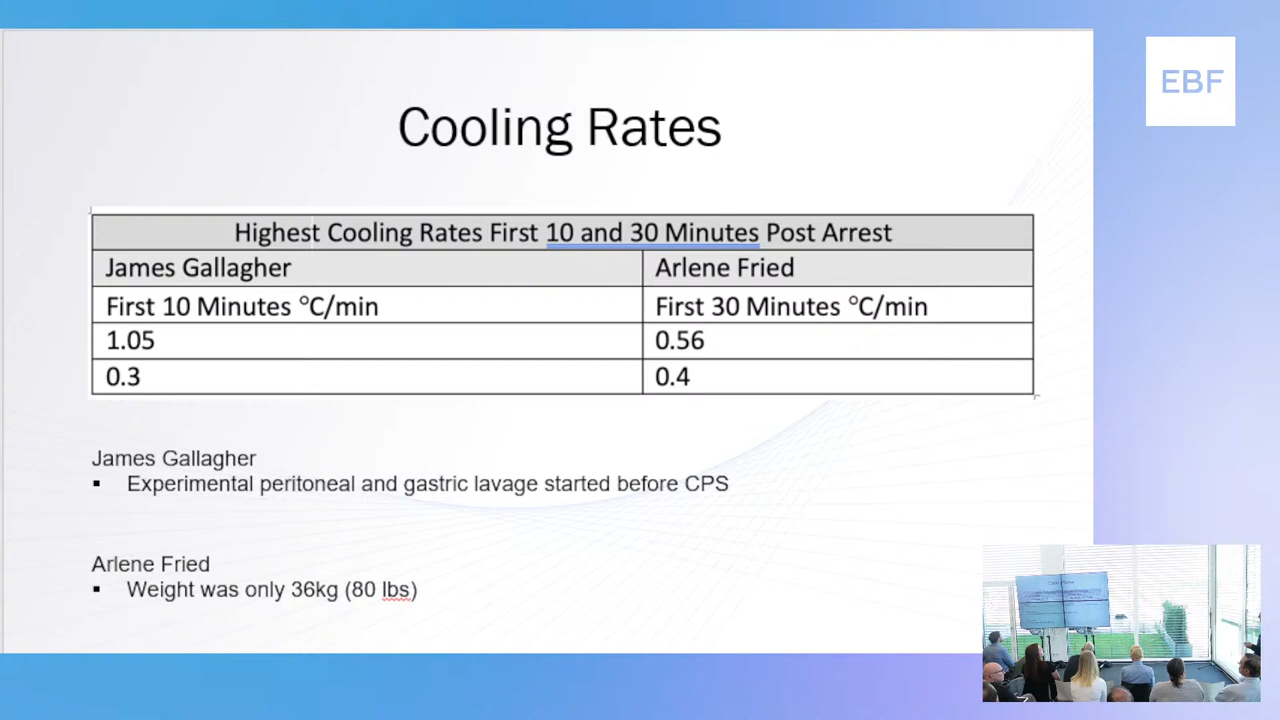 EBF
Cooling Rates
Highest Cooling Rates First 10 and 30 Minutes Post Arrest
James Gallagher Arlene Fried
First 10 Minutes °C/min First 30 Minutes °C/min
1.05 0.56
0.3 0.4
James Gallagher
▪ Experimental peritoneal and gastric lavage started before CPS
Arlene Fried
▪ Weight was only 36kg (80 lbs)